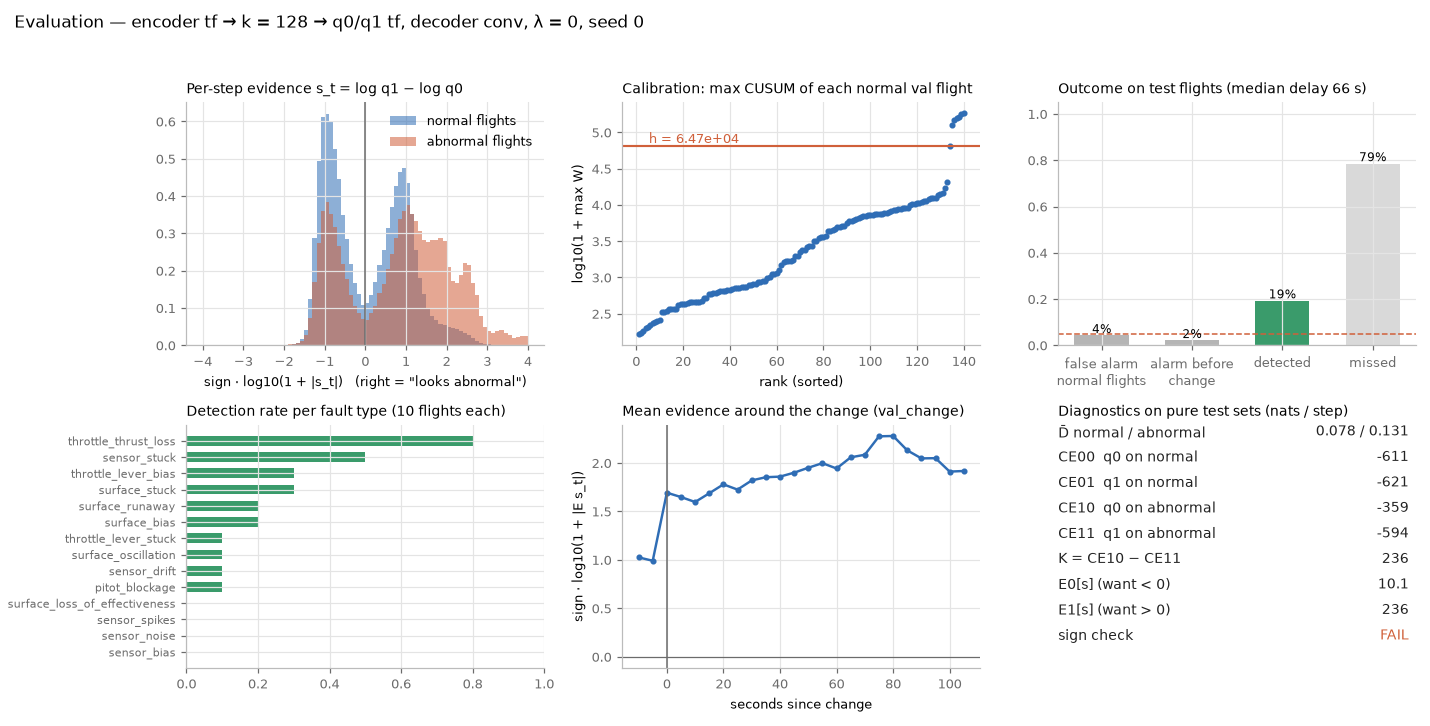 Evaluation — encoder tf → k = 128 → q0/q1 tf, decoder conv, λ = 0, seed 0
Per-step evidence s_t = log q1 − log q0
normal flights
abnormal flights
0.6
0.5
0.4
0.3
0.2
0.1
0.0
−4 −3 −2 −1 0 1 2 3 4
sign · log10(1 + |s_t|) (right = "looks abnormal")
Calibration: max CUSUM of each normal val flight
h = 6.47e+04
log10(1 + max W)
5.0
4.5
4.0
3.5
3.0
2.5
0 20 40 60 80 100 120 140
rank (sorted)
Outcome on test flights (median delay 66 s)
1.0
0.8
0.6
0.4
0.2
0.0
4%
2%
19%
79%
false alarm
normal flights
alarm before
change
detected
missed
Detection rate per fault type (10 flights each)
throttle_thrust_loss
sensor_stuck
throttle_lever_bias
surface_stuck
surface_runaway
surface_bias
throttle_lever_stuck
surface_oscillation
sensor_drift
pitot_blockage
surface_loss_of_effectiveness
sensor_spikes
sensor_noise
sensor_bias
0.0 0.2 0.4 0.6 0.8 1.0
Mean evidence around the change (val_change)
sign · log10(1 + |E s_t|)
2.0
1.5
1.0
0.5
0.0
0 20 40 60 80 100
seconds since change
Diagnostics on pure test sets (nats / step)
D̄ normal / abnormal 0.078 / 0.131
CE00 q0 on normal -611
CE01 q1 on normal -621
CE10 q0 on abnormal -359
CE11 q1 on abnormal -594
K = CE10 − CE11 236
E0[s] (want < 0) 10.1
E1[s] (want > 0) 236
sign check FAIL